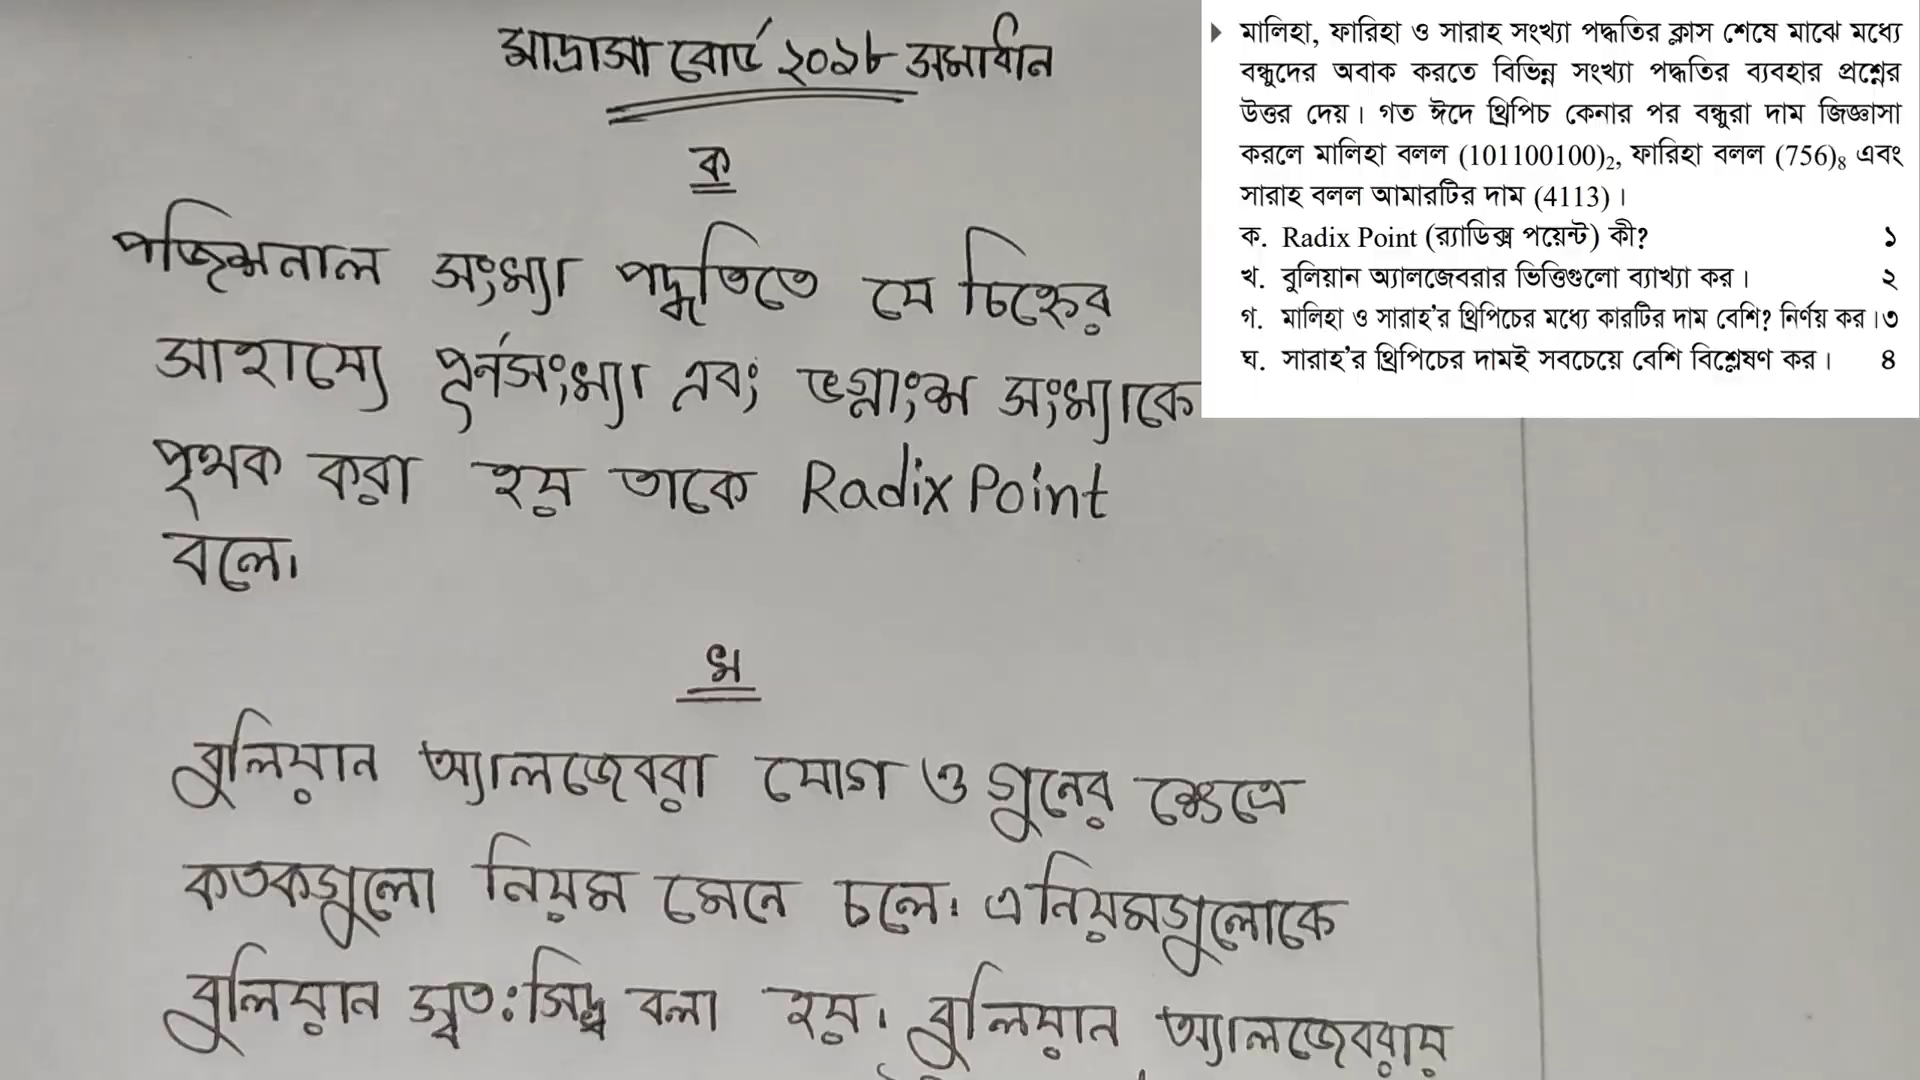 মাদ্রাসা বোর্ড ২০১৮ সমাধান
ক
পজিশনাল সংখ্যা পদ্ধতিতে যে চিহ্নের
সাহায্যে পূর্নসংখ্যা এবং ভগ্নাংশ সংখ্যাকে
পৃথক করা হয় তাকে Radix Point
বলে।
খ
বুলিয়ান অ্যালজেবরা যোগ ও গুনের ক্ষেত্রে
কতকগুলো নিয়ম মেনে চলে। এ নিয়মগুলোকে
বুলিয়ান স্বতঃসিদ্ধ বলা হয়। বুলিয়ান অ্যালজেবরায়
মালিহা, ফারিহা ও সারাহ সংখ্যা পদ্ধতির ক্লাস শেষে মাঝে মধ্যে
বন্ধুদের অবাক করতে বিভিন্ন সংখ্যা পদ্ধতির ব্যবহার প্রশ্নের
উত্তর দেয়। গত ঈদে থ্রিপিচ কেনার পর বন্ধুরা দাম জিজ্ঞাসা
করলে মালিহা বলল (101100100)₂, ফারিহা বলল (756)₈ এবং
সারাহ বলল আমারটির দাম (4113) ।
ক. Radix Point (র‍্যাডিক্স পয়েন্ট) কী? ১
খ. বুলিয়ান অ্যালজেবরার ভিত্তিগুলো ব্যাখ্যা কর। ২
গ. মালিহা ও সারাহ’র থ্রিপিচের মধ্যে কারটির দাম বেশি? নির্ণয় কর। ৩
ঘ. সারাহ’র থ্রিপিচের দামই সবচেয়ে বেশি বিশ্লেষণ কর। ৪